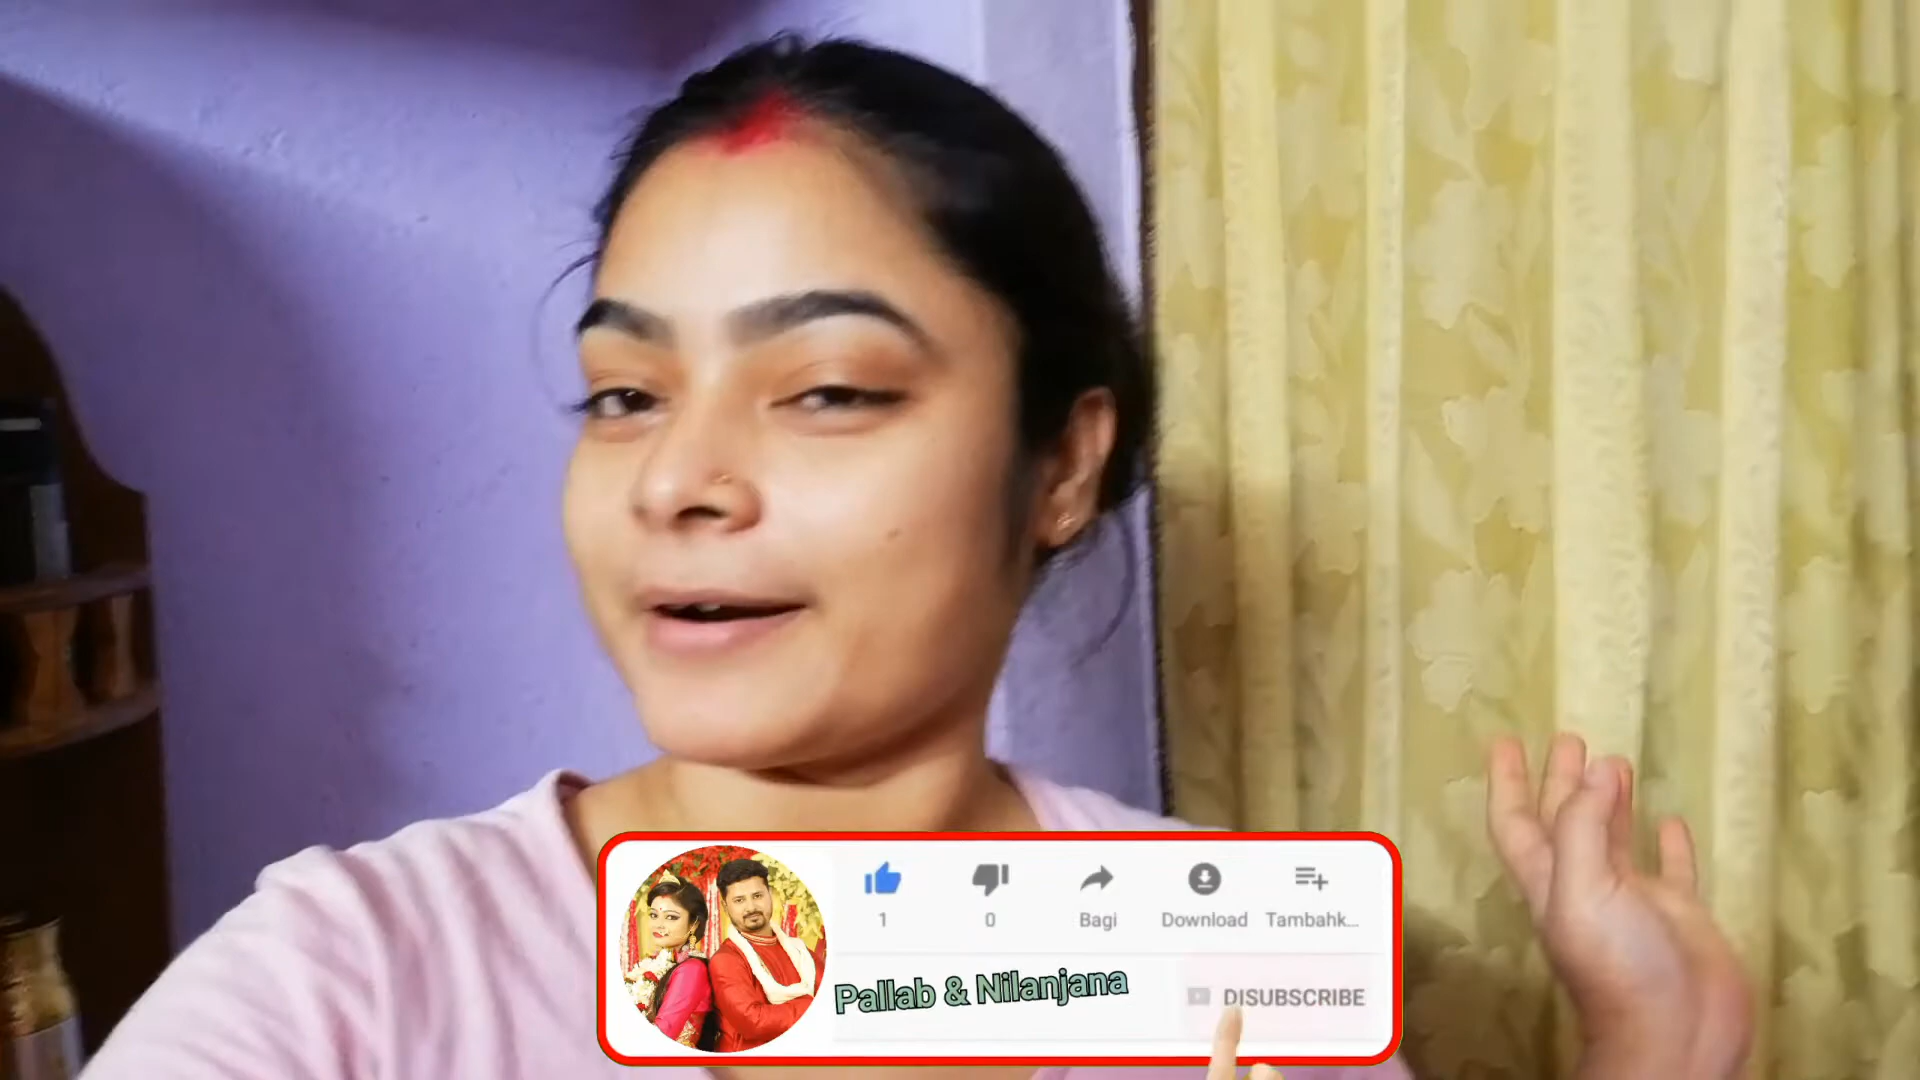 1
0
Bagi
Download
Tambahk...
Pallab & Nilanjana
DISUBSCRIBE